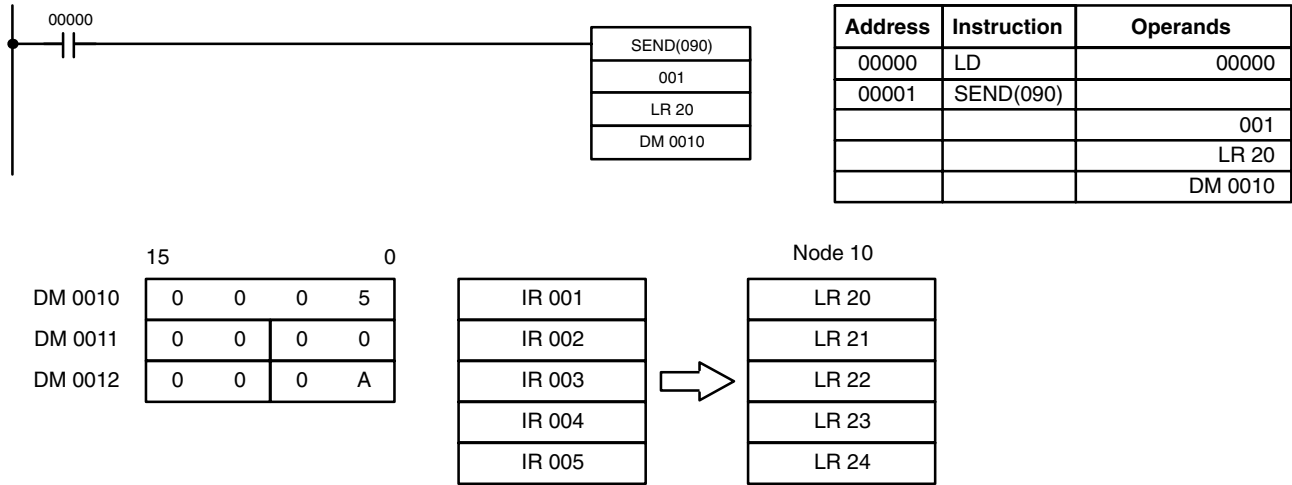 00000
SEND(090)
001
LR 20
DM 0010
Address Instruction Operands
00000 LD 00000
00001 SEND(090)
001
LR 20
DM 0010
15 0
DM 0010 0 0 0 5
DM 0011 0 0 0 0
DM 0012 0 0 0 A
IR 001
IR 002
IR 003
IR 004
IR 005
Node 10
LR 20
LR 21
LR 22
LR 23
LR 24